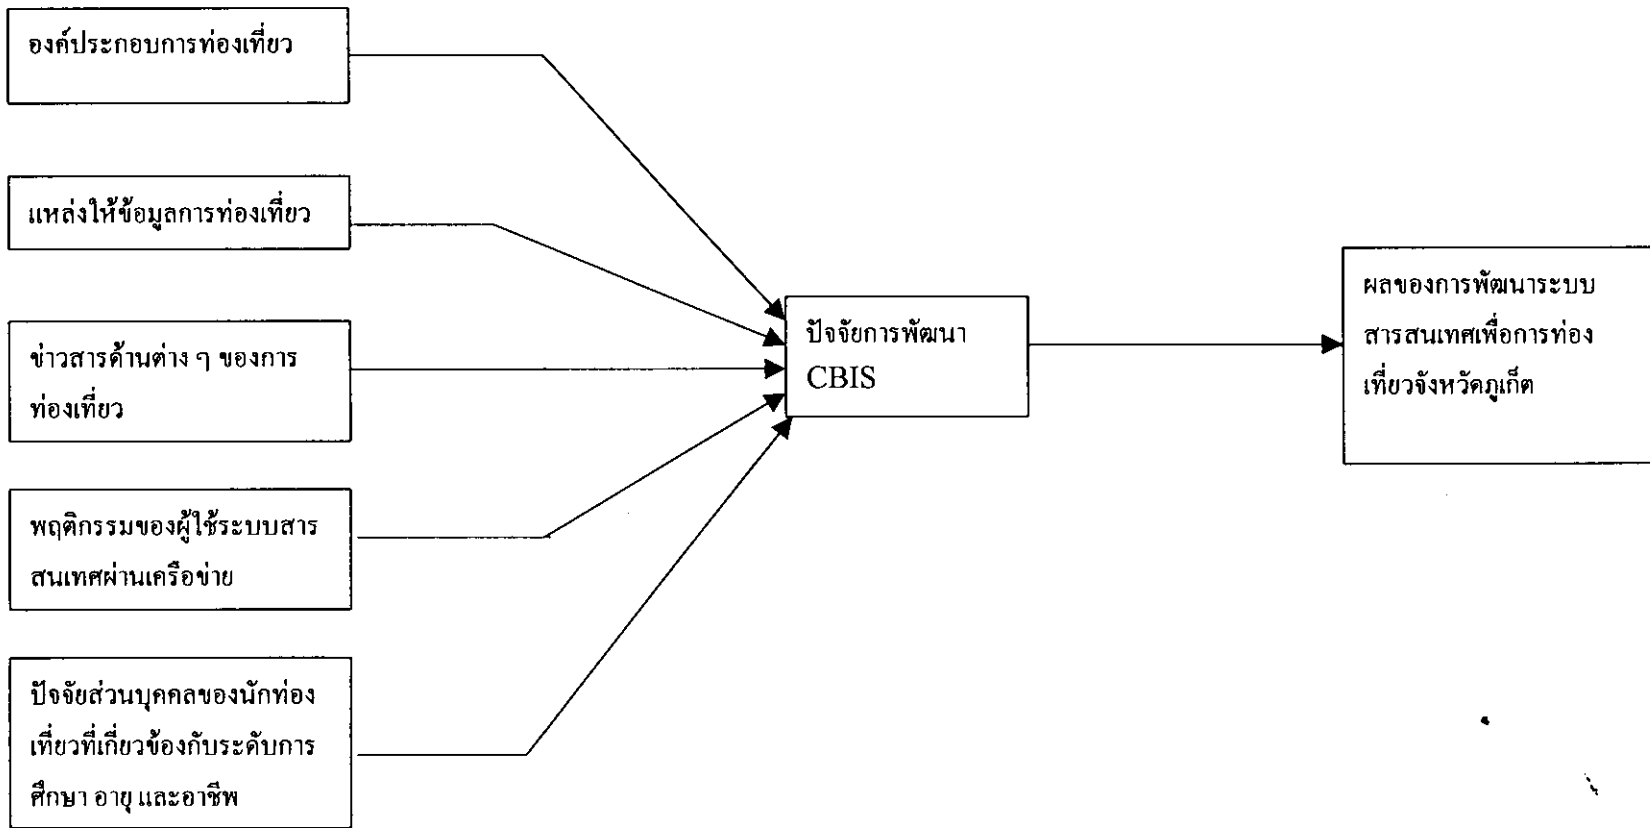 องค์ประกอบการท่องเที่ยว
แหล่งให้ข้อมูลการท่องเที่ยว
ข่าวสารด้านต่าง ๆ ของการ
ท่องเที่ยว
พฤติกรรมของผู้ใช้ระบบสาร
สนเทศผ่านเครือข่าย
ปัจจัยส่วนบุคคลของนักท่อง
เที่ยวที่เกี่ยวข้องกับระดับการ
ศึกษา อายุ และอาชีพ
ปัจจัยการพัฒนา
CBIS
ผลของการพัฒนาระบบ
สารสนเทศเพื่อการท่อง
เที่ยวจังหวัดภูเก็ต